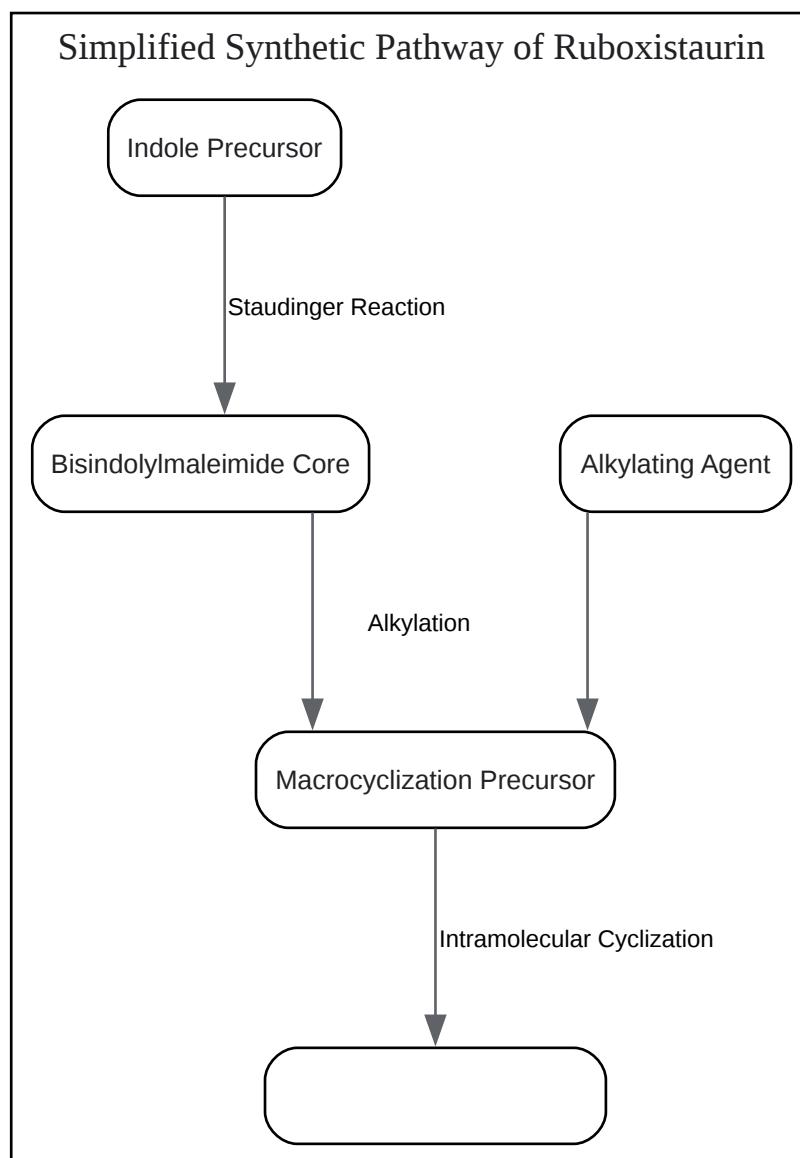 Simplified Synthetic Pathway of Ruboxistaurin
Indole Precursor
Staudinger Reaction
Bisindolylmaleimide Core
Alkylating Agent
Alkylation
Macrocyclization Precursor
Intramolecular Cyclization